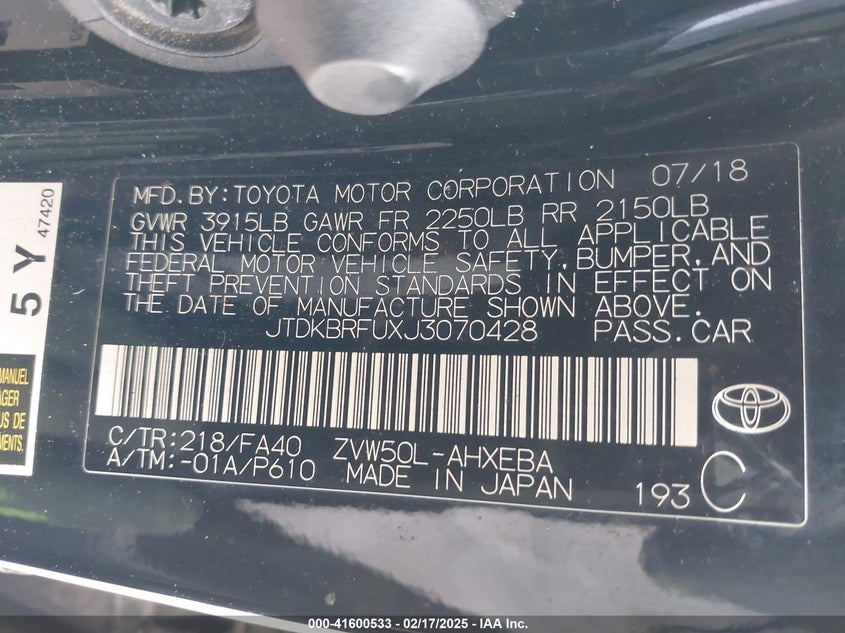 MFD.BY:TOYOTA MOTOR CORPORATION 07/18
GVWR 3915LB GAWR FR 2250LB RR 2150LB
THIS VEHICLE CONFORMS TO ALL APPLICABLE
FEDERAL MOTOR VEHICLE SAFETY, BUMPER, AND
THEFT PREVENTION STANDARDS IN EFFECT ON
THE DATE OF MANUFACTURE SHOWN ABOVE.
JTDKBRFUXJ3070428 PASS.CAR
C/TR:218/FA40 ZVW50L-AHXEBA
A/TM:-01A/P610 MADE IN JAPAN
193 C
5 Y
47420
MANUEL
US DE
000-41600533 - 02/17/2025 - IAA Inc.